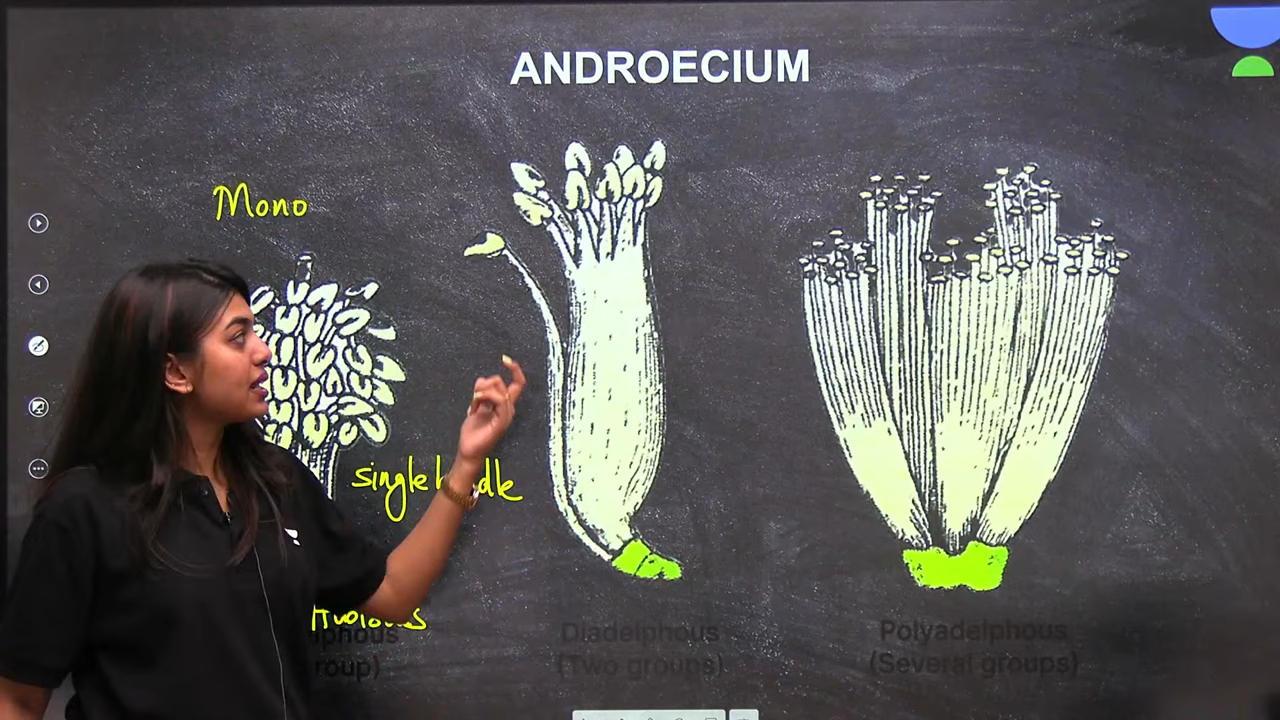 ANDROECIUM
Mono
single
Diadelphous
(Two groups)
Polyadelphous
(Several groups)